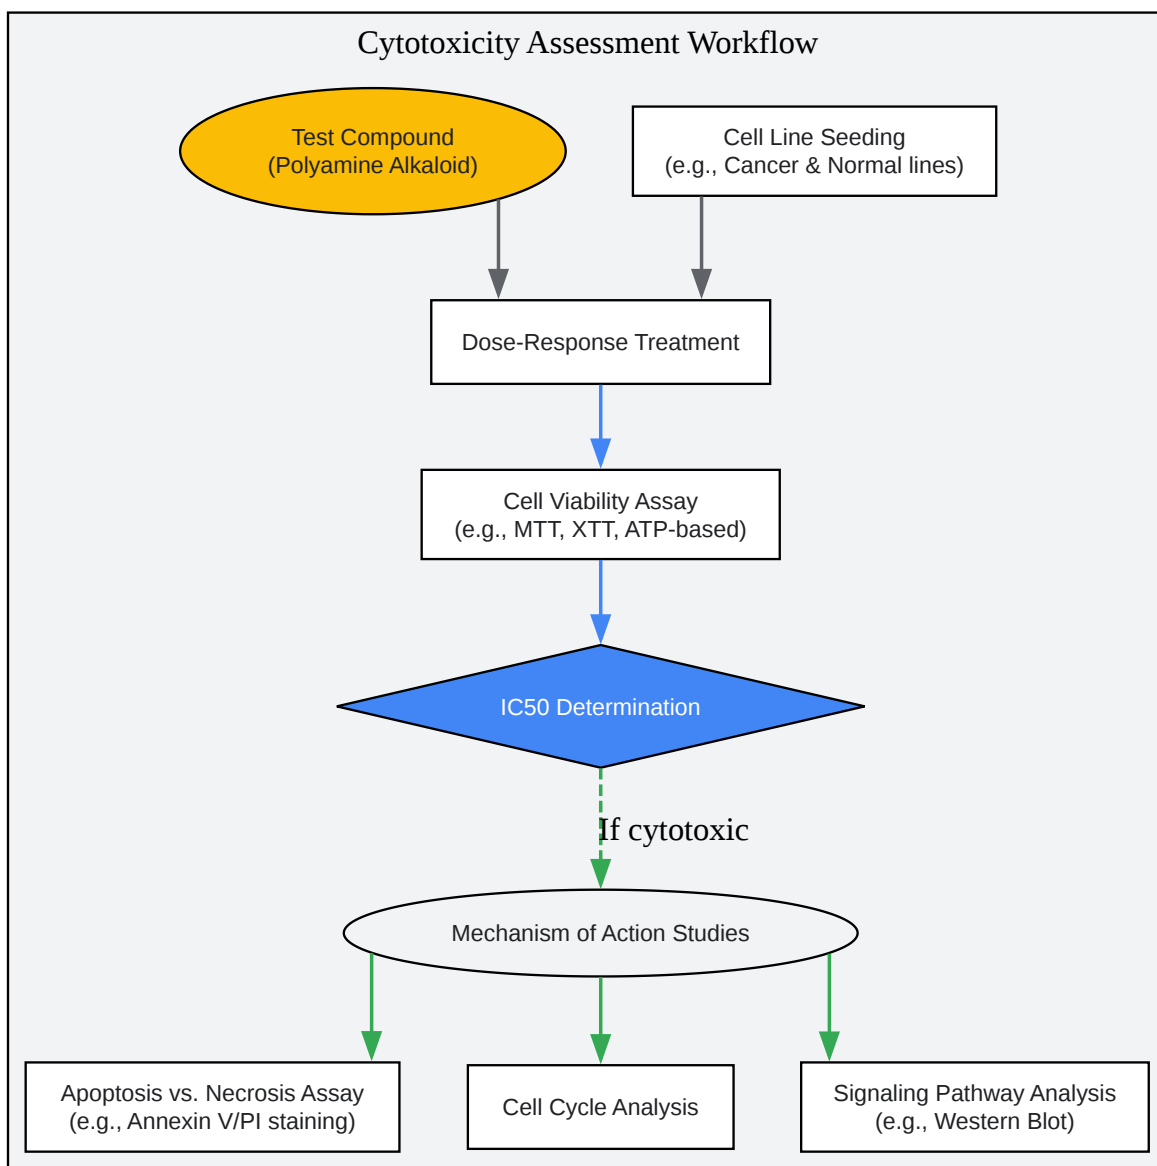 Cytotoxicity Assessment Workflow
Test Compound
(Polyamine Alkaloid)
Cell Line Seeding
(e.g., Cancer & Normal lines)
Dose-Response Treatment
Cell Viability Assay
(e.g., MTT, XTT, ATP-based)
IC50 Determination
If cytotoxic
Mechanism of Action Studies
Apoptosis vs. Necrosis Assay
(e.g., Annexin V/PI staining)
Cell Cycle Analysis
Signaling Pathway Analysis
(e.g., Western Blot)